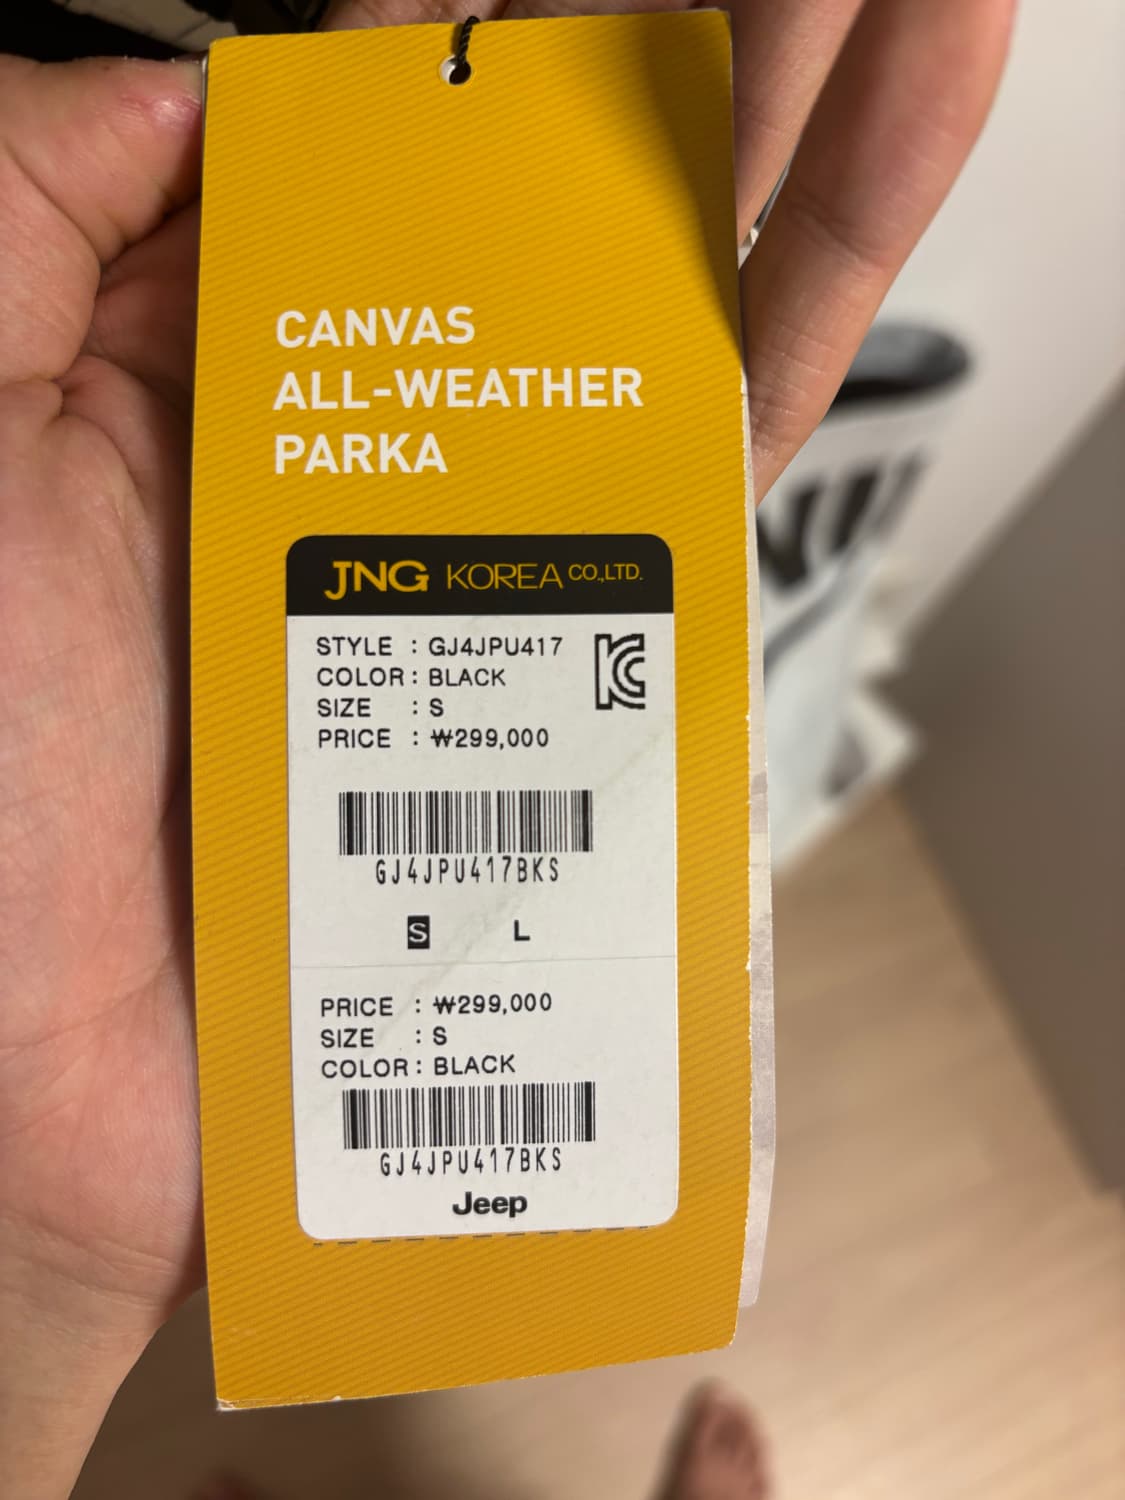 CANVAS
ALL-WEATHER
PARKA
JNG KOREA CO.,LTD.
STYLE : GJ4JPU417
COLOR : BLACK
SIZE : S
PRICE : ₩299,000
GJ4JPU417BKS
S L
PRICE : ₩299,000
SIZE : S
COLOR : BLACK
GJ4JPU417BKS
Jeep